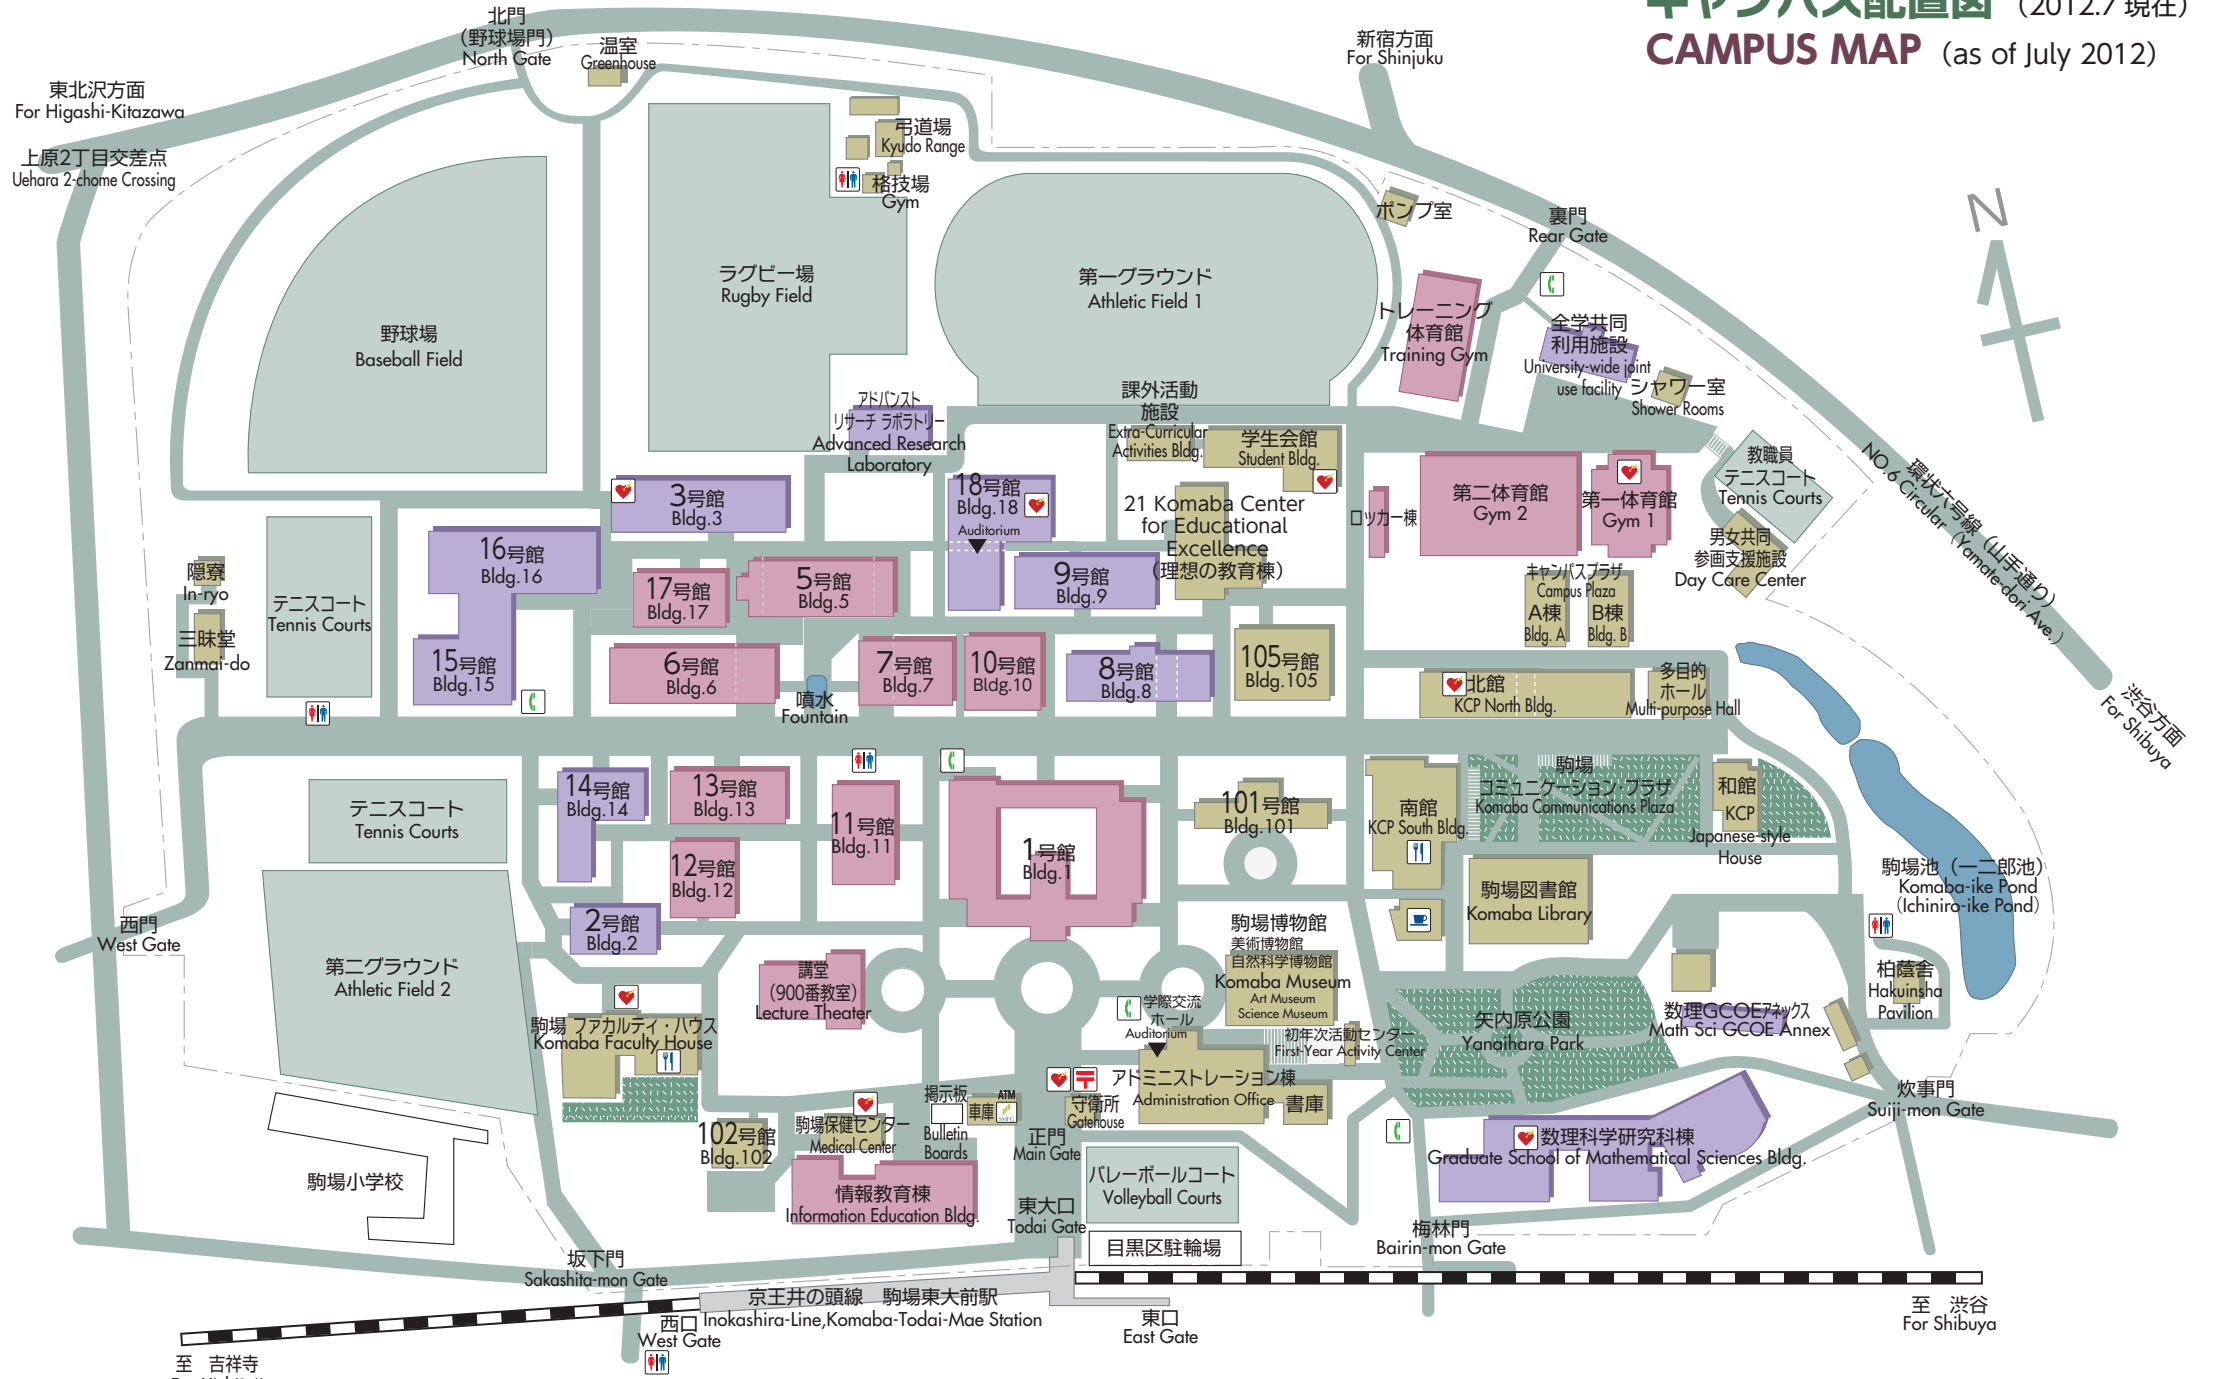 キャンパス配置図（2012.7 現在）
CAMPUS MAP (as of July 2012)
北門
（野球場門）
North Gate
温室
Greenhouse
新宿方面
For Shinjuku
東北沢方面
For Higashi-Kitazawa
上原2丁目交差点
Uehara 2-chome Crossing
弓道場
Kyudo Range
格技場
Gym
N
ポンプ室
裏門
Rear Gate
ラグビー場
Rugby Field
第一グラウンド
Athletic Field 1
野球場
Baseball Field
トレーニング
体育館
Training Gym
全学共同
利用施設
University-wide joint
use facility
シャワー室
Shower Rooms
アドバンスト
リサーチ ラボラトリー
Advanced Research
Laboratory
課外活動
施設
Extra-Curricular
Activities Bldg.
学生会館
Student Bldg.
教職員
テニスコート
Tennis Courts
環状六号線（山手通り）
NO.6 Circular (Yamate-dori Ave.)
3号館
Bldg.3
18号館
Bldg.18
Auditorium
21 Komaba Center
for Educational
Excellence
（理想の教育棟）
ロッカー棟
第二体育館
Gym 2
第一体育館
Gym 1
男女共同
参画支援施設
Day Care Center
16号館
Bldg.16
17号館
Bldg.17
5号館
Bldg.5
9号館
Bldg.9
キャンパスプラザ
Campus Plaza
A棟
Bldg. A
B棟
Bldg. B
隠寮
In-ryo
三昧堂
Zanmai-do
テニスコート
Tennis Courts
15号館
Bldg.15
6号館
Bldg.6
噴水
Fountain
7号館
Bldg.7
10号館
Bldg.10
8号館
Bldg.8
105号館
Bldg.105
北館
KCP North Bldg.
多目的
ホール
Multi-purpose Hall
渋谷方面
For Shibuya
テニスコート
Tennis Courts
14号館
Bldg.14
13号館
Bldg.13
12号館
Bldg.12
11号館
Bldg.11
1号館
Bldg.1
101号館
Bldg.101
南館
KCP South Bldg.
駒場
コミュニケーション・プラザ
Komaba Communications Plaza
和館
KCP
Japanese-style
House
駒場図書館
Komaba Library
駒場池（一二郎池）
Komaba-ike Pond
（Ichiniro-ike Pond）
西門
West Gate
第二グラウンド
Athletic Field 2
2号館
Bldg.2
講堂
（900番教室）
Lecture Theater
駒場博物館
美術博物館
自然科学博物館
Komaba Museum
Art Museum
Science Museum
学際交流
ホール
Auditorium
初年次活動センター
First-Year Activity Center
矢内原公園
Yanaihara Park
数理GCOEアネックス
Math Sci GCOE Annex
柏蔭舎
Hakuinsha
Pavilion
駒場 ファカルティ・ハウス
Komaba Faculty House
アドミニストレーション棟
Administration Office
書庫
守衛所
Gatehouse
掲示板
Bulletin
Boards
車庫
ATM
SMFG
正門
Main Gate
102号館
Bldg.102
駒場保健センター
Medical Center
情報教育棟
Information Education Bldg.
東大口
Todai Gate
バレーボールコート
Volleyball Courts
目黒区駐輪場
数理科学研究科棟
Graduate School of Mathematical Sciences Bldg.
炊事門
Suiji-mon Gate
梅林門
Bairin-mon Gate
駒場小学校
坂下門
Sakashita-mon Gate
京王井の頭線　駒場東大前駅
Inokashira-Line,Komaba-Todai-Mae Station
西口
West Gate
東口
East Gate
至　渋谷
For Shibuya
至　吉祥寺